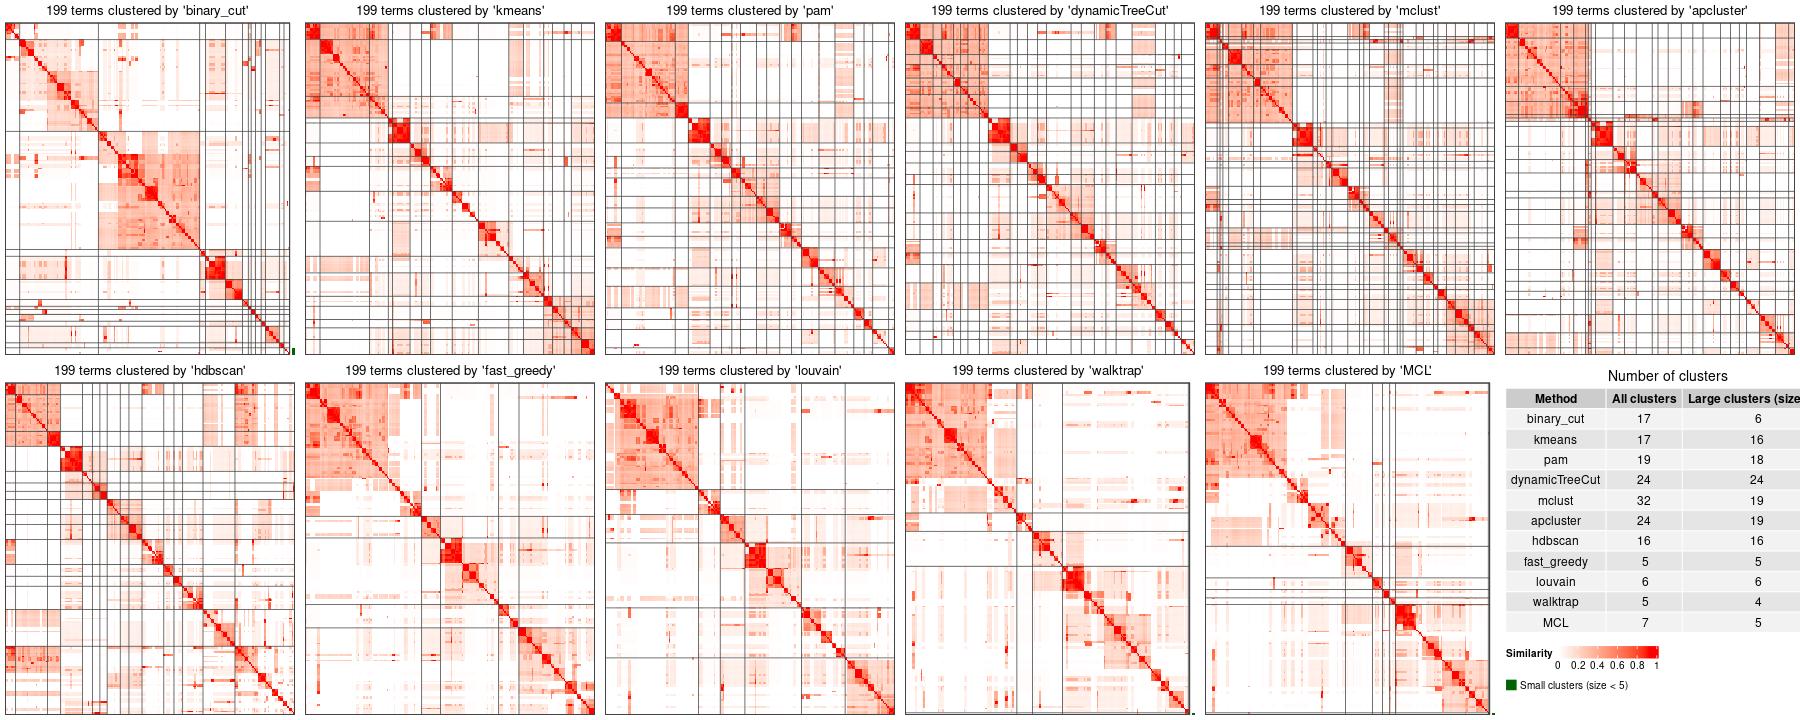 199 terms clustered by 'binary_cut'
199 terms clustered by 'kmeans'
199 terms clustered by 'pam'
199 terms clustered by 'dynamicTreeCut'
199 terms clustered by 'mclust'
199 terms clustered by 'apcluster'
199 terms clustered by 'hdbscan'
199 terms clustered by 'fast_greedy'
199 terms clustered by 'louvain'
199 terms clustered by 'walktrap'
199 terms clustered by 'MCL'
Number of clusters
Method All clusters Large clusters (size
binary_cut 17 6
kmeans 17 16
pam 19 18
dynamicTreeCut 24 24
mclust 32 19
apcluster 24 19
hdbscan 16 16
fast_greedy 5 5
louvain 6 6
walktrap 5 4
MCL 7 5
Similarity
0 0.2 0.4 0.6 0.8 1
Small clusters (size < 5)